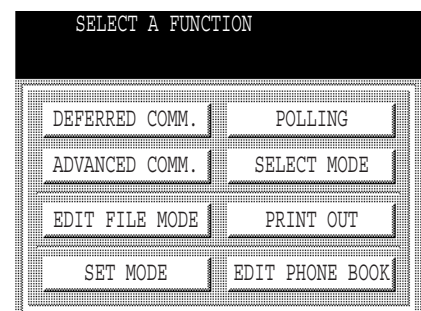 SELECT A FUNCTION
DEFERRED COMM. POLLING
ADVANCED COMM. SELECT MODE
EDIT FILE MODE PRINT OUT
SET MODE EDIT PHONE BOOK